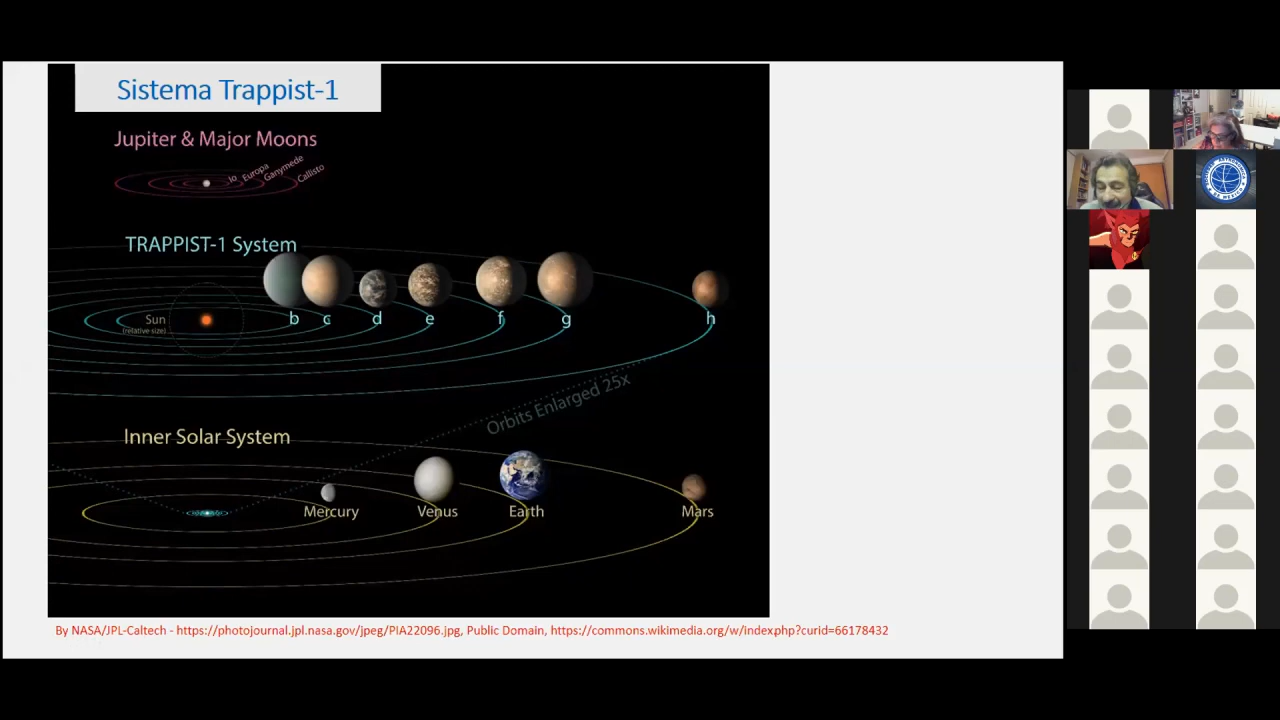 Sistema Trappist-1
Jupiter & Major Moons
Io
Europa
Ganymede
Callisto
TRAPPIST-1 System
Sun
(relative size)
b
c
d
e
f
g
h
Orbits Enlarged 25x
Inner Solar System
Mercury
Venus
Earth
Mars
By NASA/JPL-Caltech - https://photojournal.jpl.nasa.gov/jpeg/PIA22096.jpg, Public Domain, https://commons.wikimedia.org/w/index.php?curid=66178432